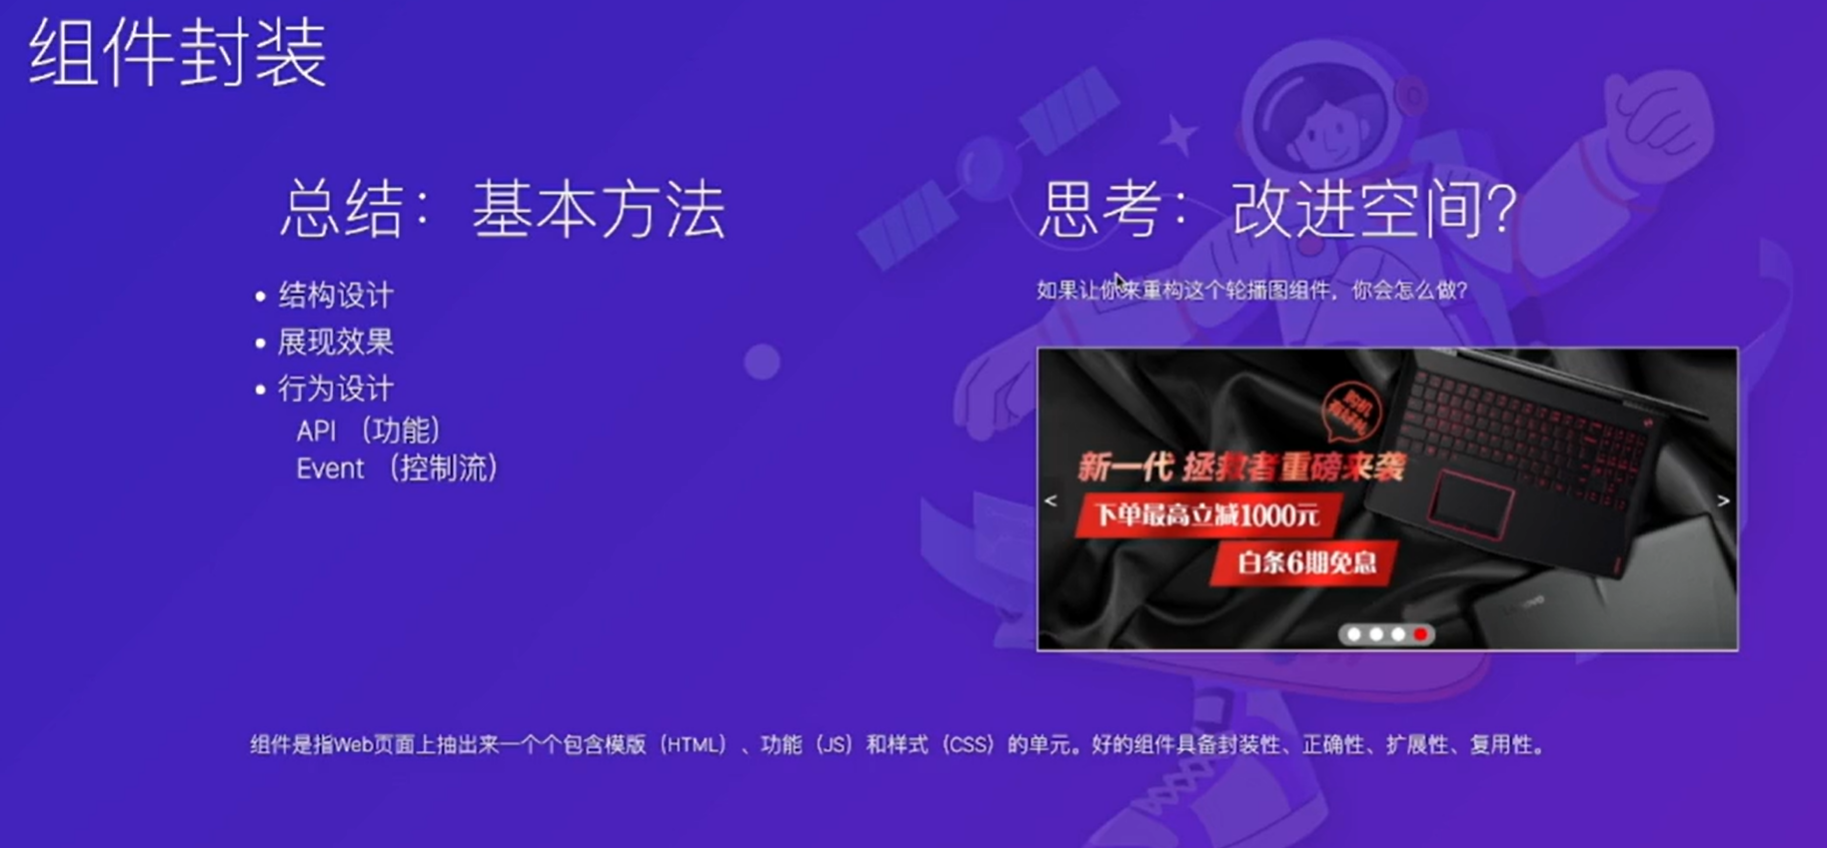 组件封装
总结：基本方法
结构设计
展现效果
行为设计
API （功能）
Event （控制流）
思考：改进空间？
如果让你来重构这个轮播图组件，你会怎么做？
购机
有好礼
新一代 拯救者重磅来袭
下单最高立减1000元
白条6期免息
<
>
lenovo
组件是指Web页面上抽出来一个个包含模版（HTML）、功能（JS）和样式（CSS）的单元。好的组件具备封装性、正确性、扩展性、复用性。